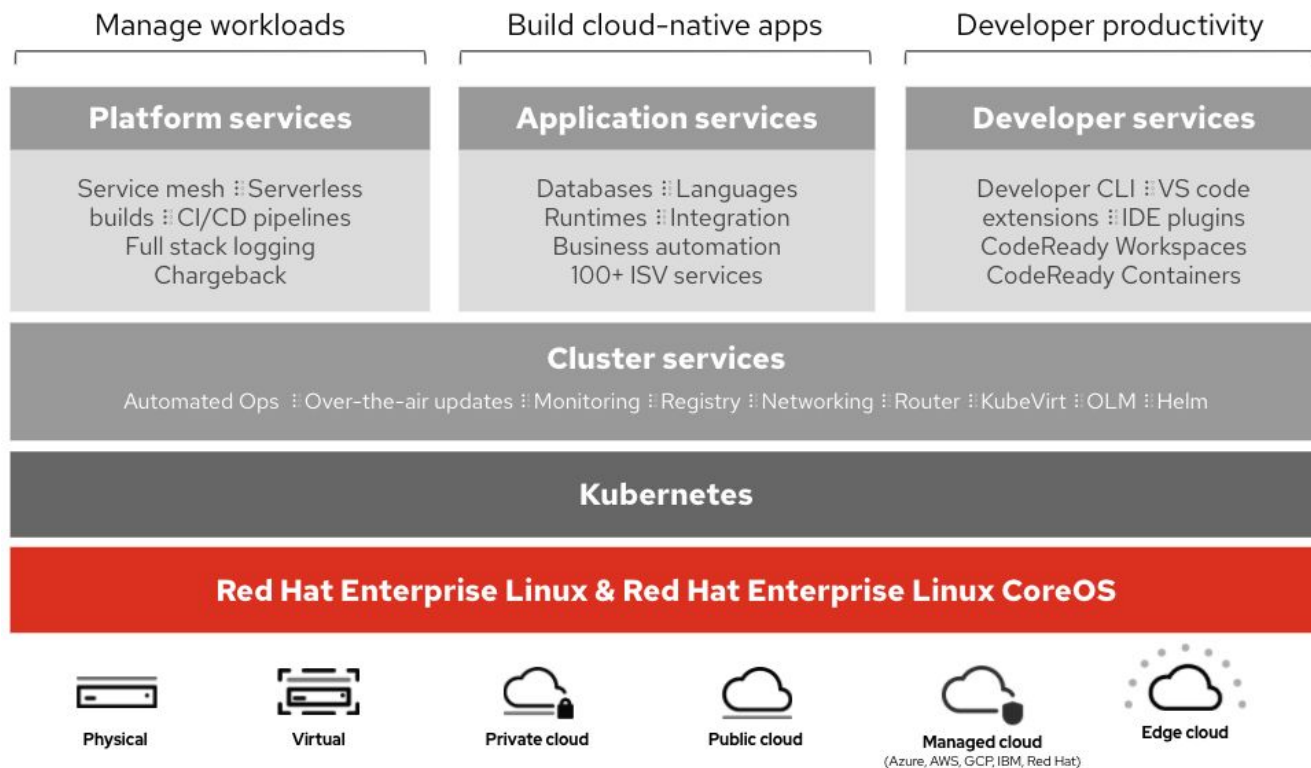 Manage workloads
Build cloud-native apps
Developer productivity
Platform services
Service mesh ⁝⁝ Serverless
builds ⁝⁝ CI/CD pipelines
Full stack logging
Chargeback
Application services
Databases ⁝⁝ Languages
Runtimes ⁝⁝ Integration
Business automation
100+ ISV services
Developer services
Developer CLI ⁝⁝ VS code
extensions ⁝⁝ IDE plugins
CodeReady Workspaces
CodeReady Containers
Cluster services
Automated Ops ⁝⁝ Over-the-air updates ⁝⁝ Monitoring ⁝⁝ Registry ⁝⁝ Networking ⁝⁝ Router ⁝⁝ KubeVirt ⁝⁝ OLM ⁝⁝ Helm
Kubernetes
Red Hat Enterprise Linux & Red Hat Enterprise Linux CoreOS
Physical
Virtual
Private cloud
Public cloud
Managed cloud
(Azure, AWS, GCP, IBM, Red Hat)
Edge cloud